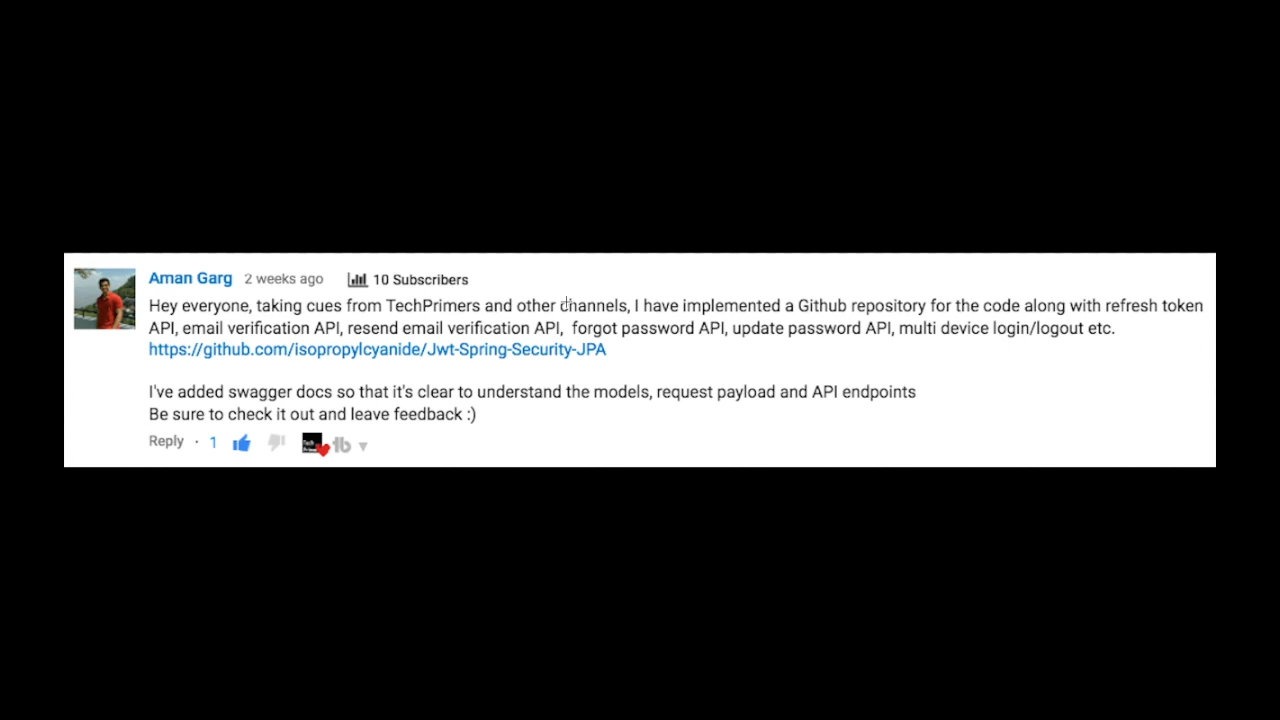 Aman Garg 2 weeks ago 10 Subscribers
Hey everyone, taking cues from TechPrimers and other channels, I have implemented a Github repository for the code along with refresh token
API, email verification API, resend email verification API,  forgot password API, update password API, multi device login/logout etc.
https://github.com/isopropylcyanide/Jwt-Spring-Security-JPA
I've added swagger docs so that it's clear to understand the models, request payload and API endpoints
Be sure to check it out and leave feedback :)
Reply · 1 tb